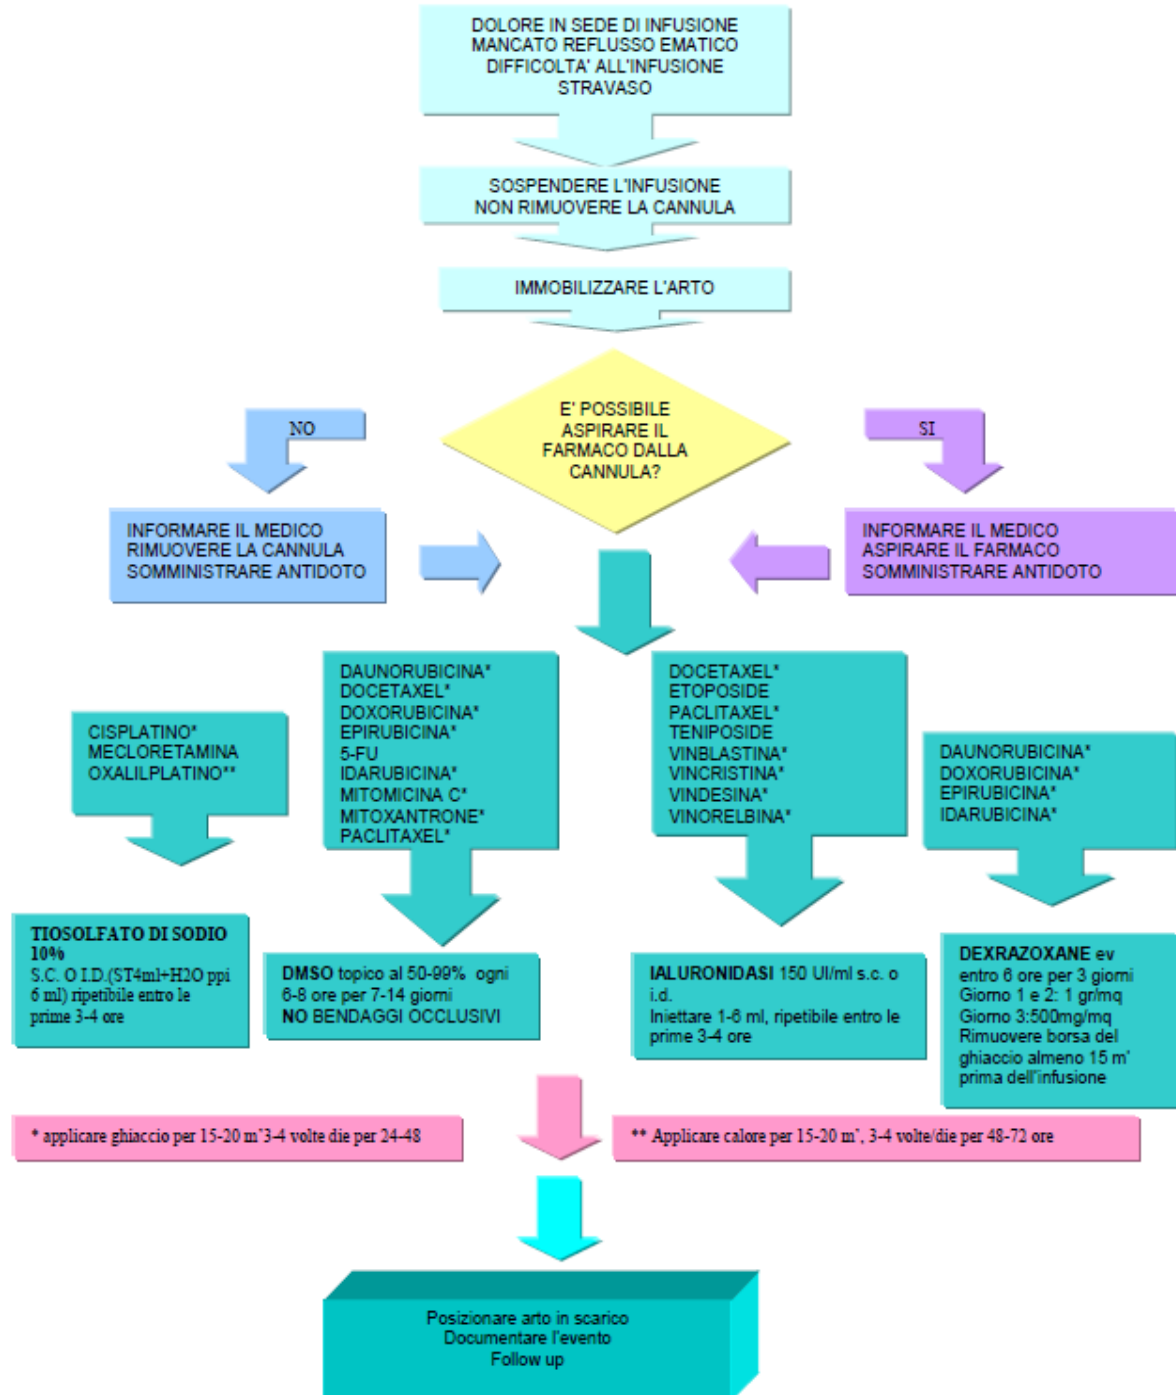 DOLORE IN SEDE DI INFUSIONE
MANCATO REFLUSSO EMATICO
DIFFICOLTA' ALL'INFUSIONE
STRAVASO
SOSPENDERE L'INFUSIONE
NON RIMUOVERE LA CANNULA
IMMOBILIZZARE L'ARTO
E' POSSIBILE
ASPIRARE IL
FARMACO DALLA
CANNULA?
NO
SI
INFORMARE IL MEDICO
RIMUOVERE LA CANNULA
SOMMINISTRARE ANTIDOTO
INFORMARE IL MEDICO
ASPIRARE IL FARMACO
SOMMINISTRARE ANTIDOTO
CISPLATINO*
MECLORETAMINA
OXALILPLATINO**
DAUNORUBICINA*
DOCETAXEL*
DOXORUBICINA*
EPIRUBICINA*
5-FU
IDARUBICINA*
MITOMICINA C*
MITOXANTRONE*
PACLITAXEL*
DOCETAXEL*
ETOPOSIDE
PACLITAXEL*
TENIPOSIDE
VINBLASTINA*
VINCRISTINA*
VINDESINA*
VINORELBINA*
DAUNORUBICINA*
DOXORUBICINA*
EPIRUBICINA*
IDARUBICINA*
TIOSOLFATO DI SODIO
10%
S.C. O I.D.(ST4ml+H2O ppi
6 ml) ripetibile entro le
prime 3-4 ore
DMSO topico al 50-99% ogni
6-8 ore per 7-14 giorni
NO BENDAGGI OCCLUSIVI
IALURONIDASI 150 UI/ml s.c. o
i.d.
Iniettare 1-6 ml, ripetibile entro le
prime 3-4 ore
DEXRAZOXANE ev
entro 6 ore per 3 giorni
Giorno 1 e 2: 1 gr/mq
Giorno 3:500mg/mq
Rimuovere borsa del
ghiaccio almeno 15 m'
prima dell'infusione
* applicare ghiaccio per 15-20 m'3-4 volte die per 24-48
** Applicare calore per 15-20 m', 3-4 volte/die per 48-72 ore
Posizionare arto in scarico
Documentare l'evento
Follow up